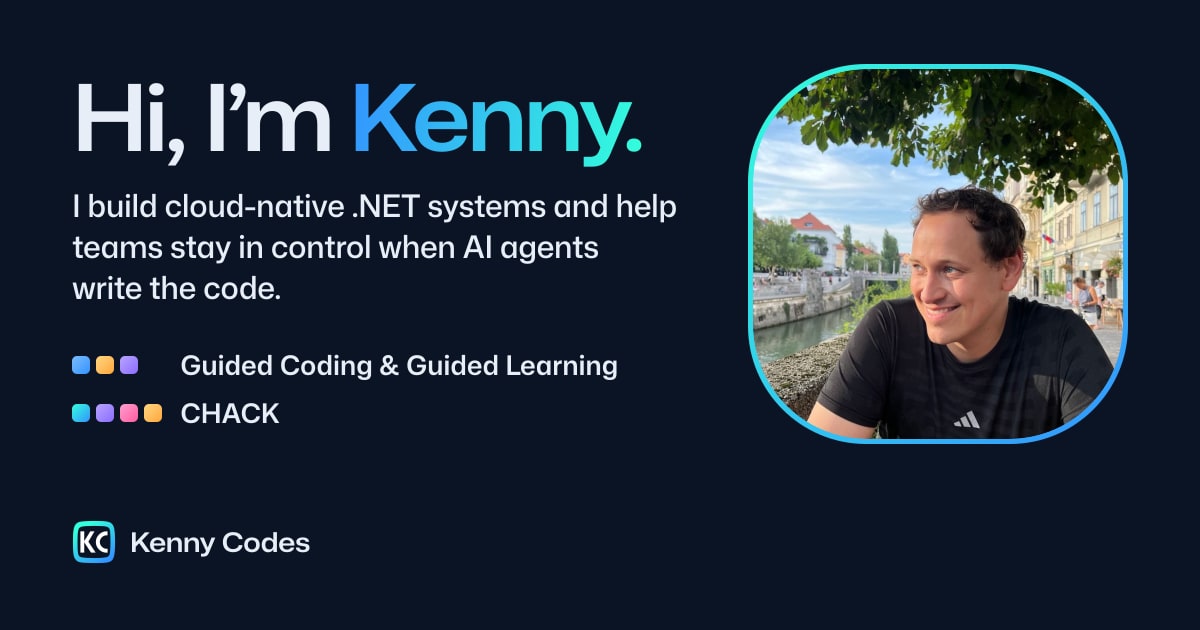 Hi, I’m Kenny.
I build cloud-native .NET systems and help
teams stay in control when AI agents
write the code.
Guided Coding & Guided Learning
CHACK
KC Kenny Codes